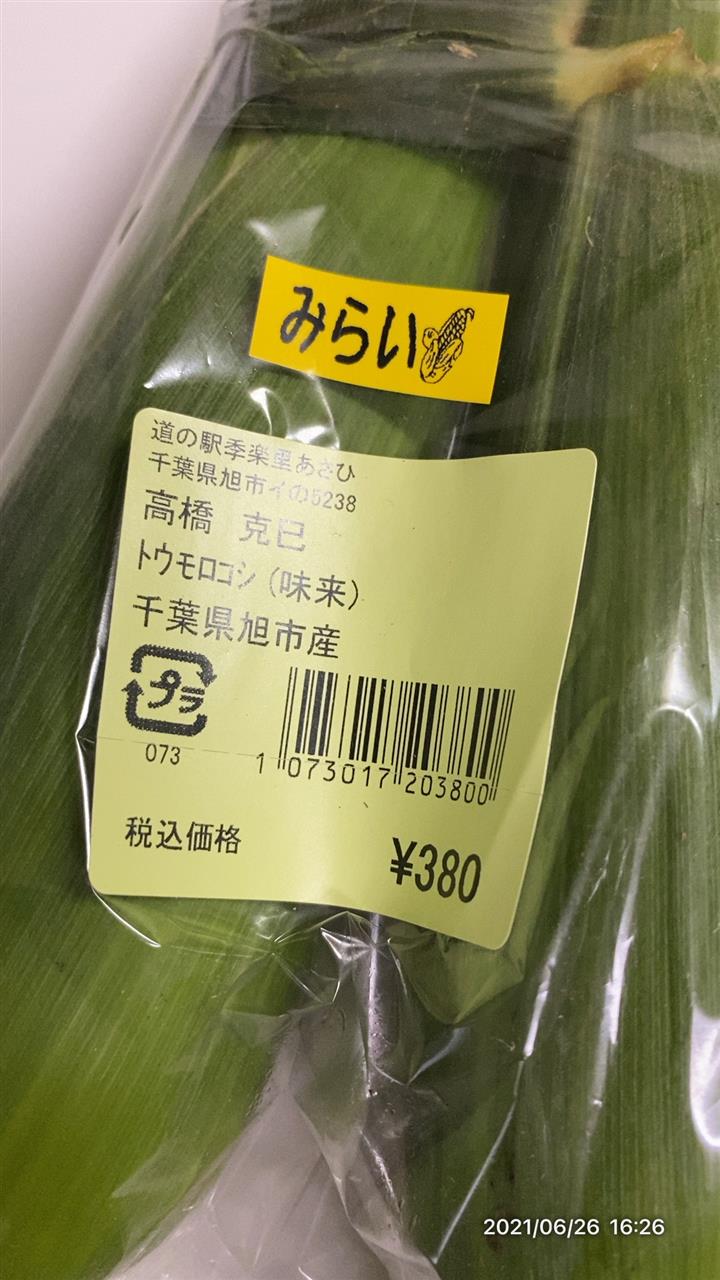 みらい
道の駅季楽里あさひ
千葉県旭市イの5238
高橋 克巳
トウモロコシ(味来)
千葉県旭市産
プラ
073
1 073017 203800
税込価格
¥380
2021/06/26 16:26